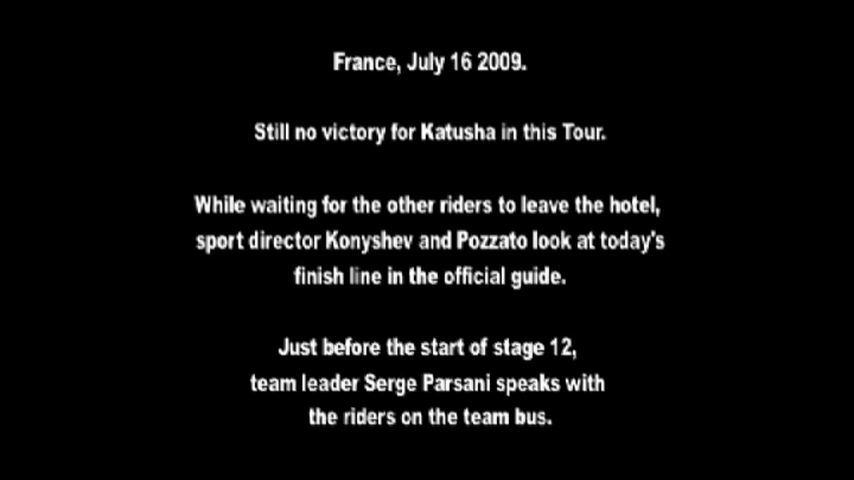 France, July 16 2009.
Still no victory for Katusha in this Tour.
While waiting for the other riders to leave the hotel,
sport director Konyshev and Pozzato look at today's
finish line in the official guide.
Just before the start of stage 12,
team leader Serge Parsani speaks with
the riders on the team bus.